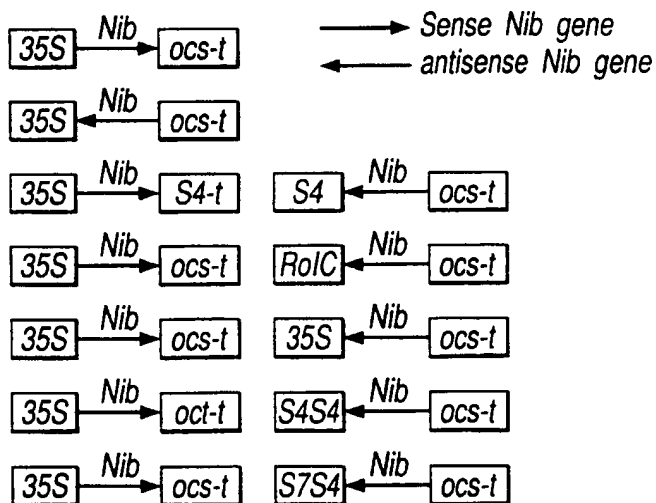 35S Nib ocs-t Sense Nib gene
antisense Nib gene
35S Nib ocs-t
35S Nib S4-t S4 Nib ocs-t
35S Nib ocs-t RolC Nib ocs-t
35S Nib ocs-t 35S Nib ocs-t
35S Nib oct-t S4S4 Nib ocs-t
35S Nib ocs-t S7S4 Nib ocs-t